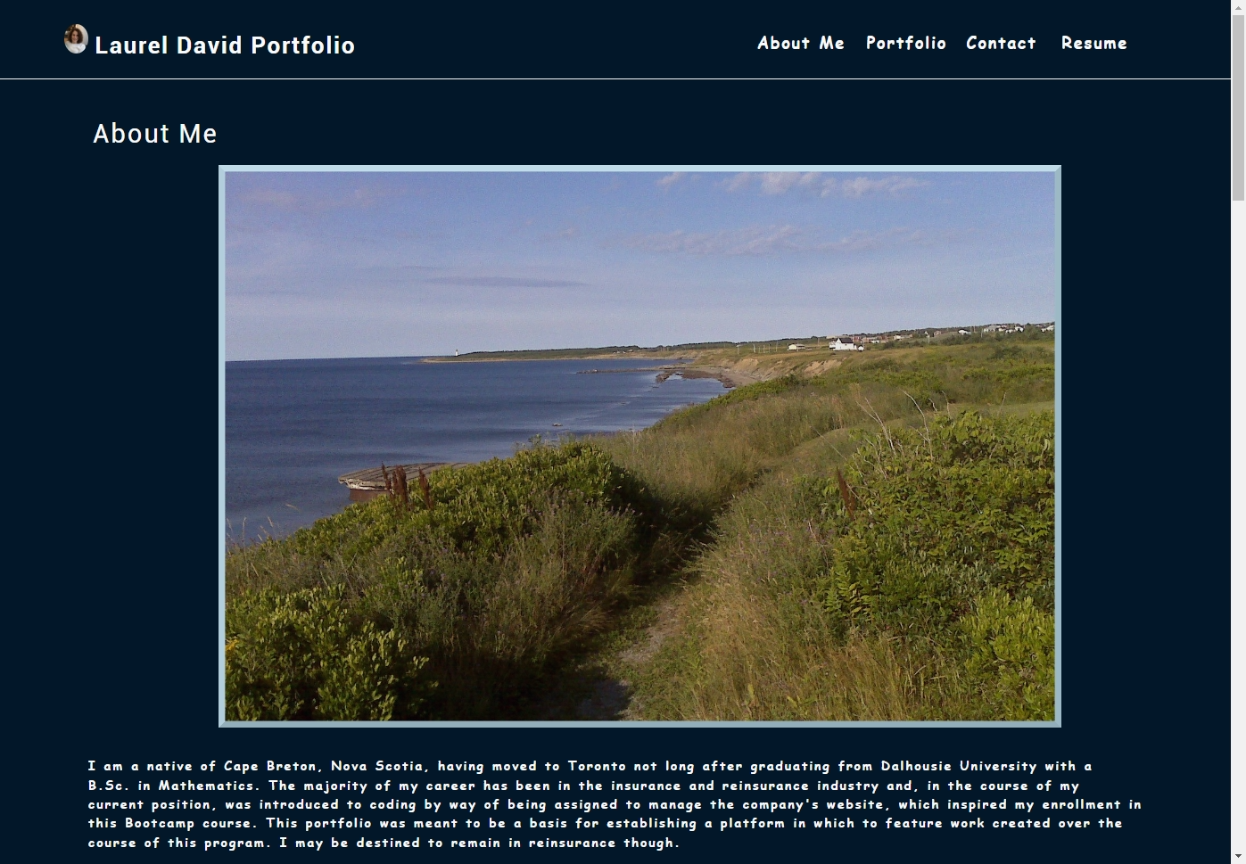 Laurel David Portfolio
About Me Portfolio Contact Resume
About Me
I am a native of Cape Breton, Nova Scotia, having moved to Toronto not long after graduating from Dalhousie University with a
B.Sc. in Mathematics. The majority of my career has been in the insurance and reinsurance industry and, in the course of my
current position, was introduced to coding by way of being assigned to manage the company's website, which inspired my enrollment in
this Bootcamp course. This portfolio was meant to be a basis for establishing a platform in which to feature work created over the
course of this program. I may be destined to remain in reinsurance though.